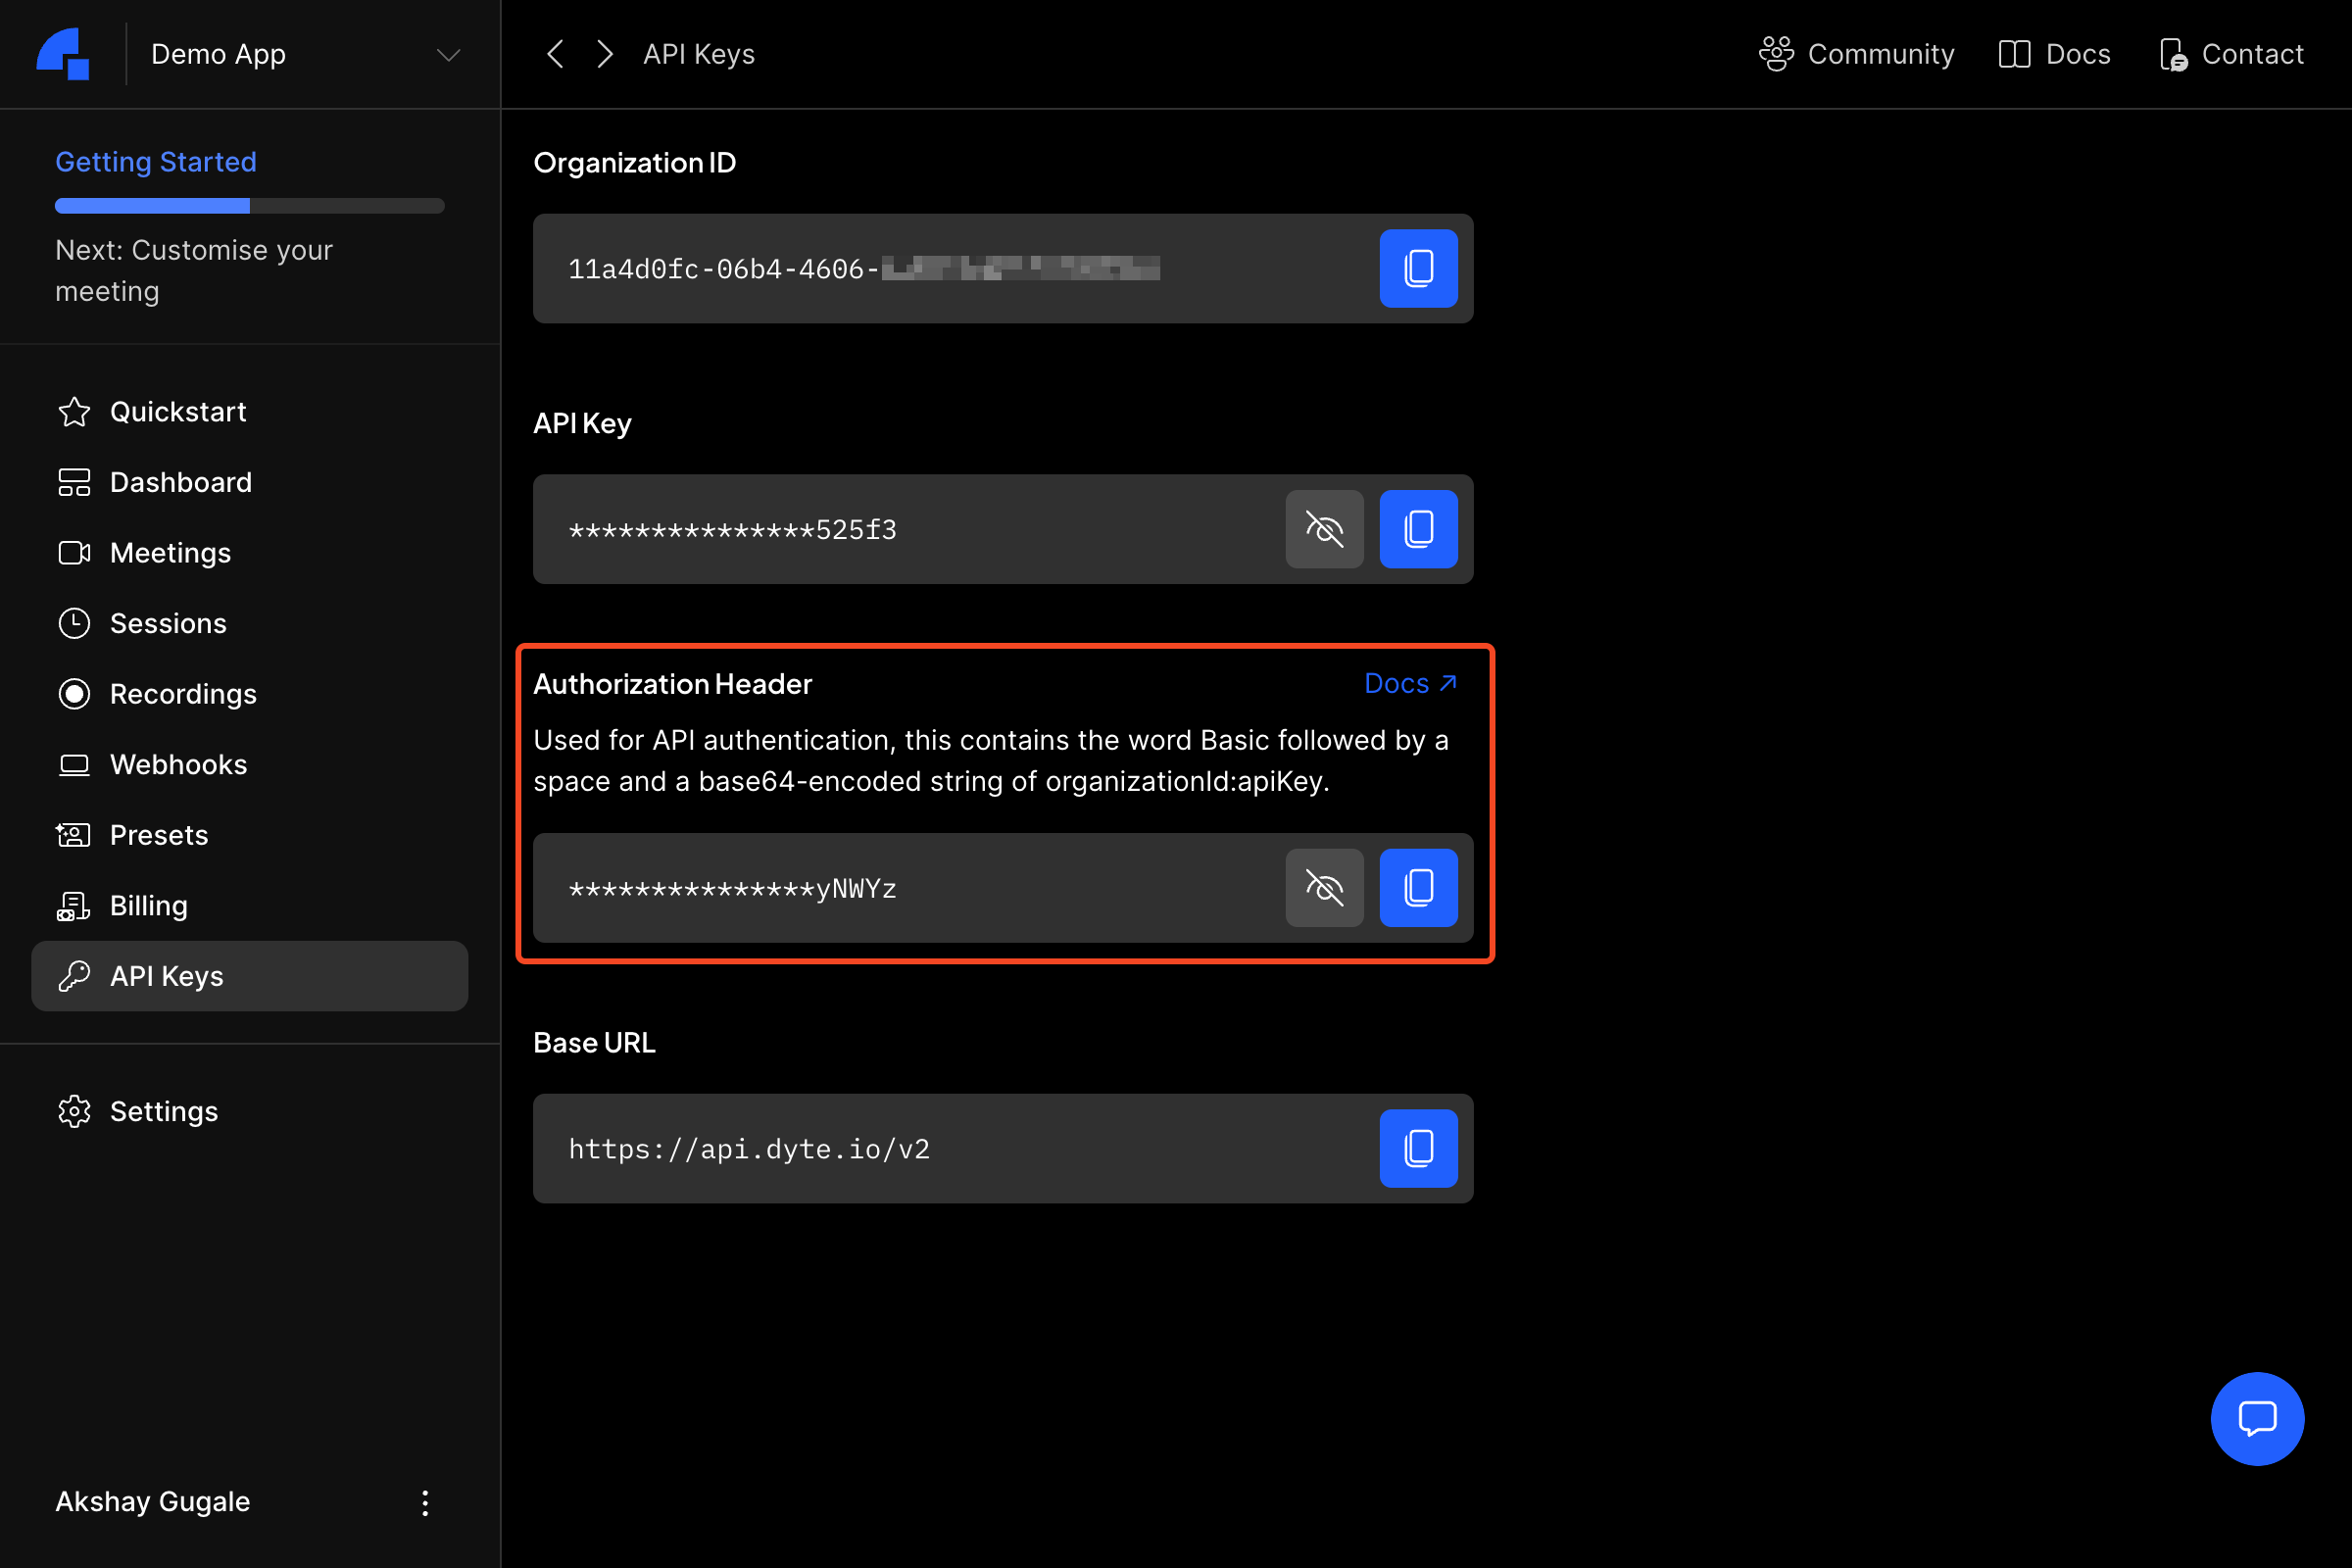 Demo App
API Keys
Community
Docs
Contact
Getting Started
Next: Customise your
meeting
Quickstart
Dashboard
Meetings
Sessions
Recordings
Webhooks
Presets
Billing
API Keys
Settings
Akshay Gugale
Organization ID
11a4d0fc-06b4-4606-
API Key
***************525f3
Authorization Header
Docs ↗
Used for API authentication, this contains the word Basic followed by a
space and a base64-encoded string of organizationId:apiKey.
***************yNWYz
Base URL
https://api.dyte.io/v2